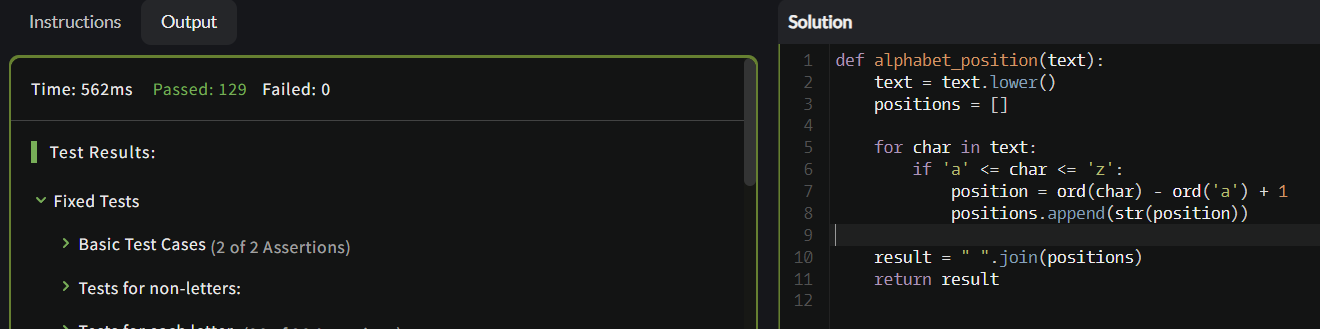 Instructions
Output
Time: 562ms Passed: 129 Failed: 0
Test Results:
Fixed Tests
Basic Test Cases (2 of 2 Assertions)
Tests for non-letters:
Solution
1 def alphabet_position(text):
2     text = text.lower()
3     positions = []
4
5     for char in text:
6         if 'a' <= char <= 'z':
7             position = ord(char) - ord('a') + 1
8             positions.append(str(position))
9
10     result = " ".join(positions)
11     return result
12